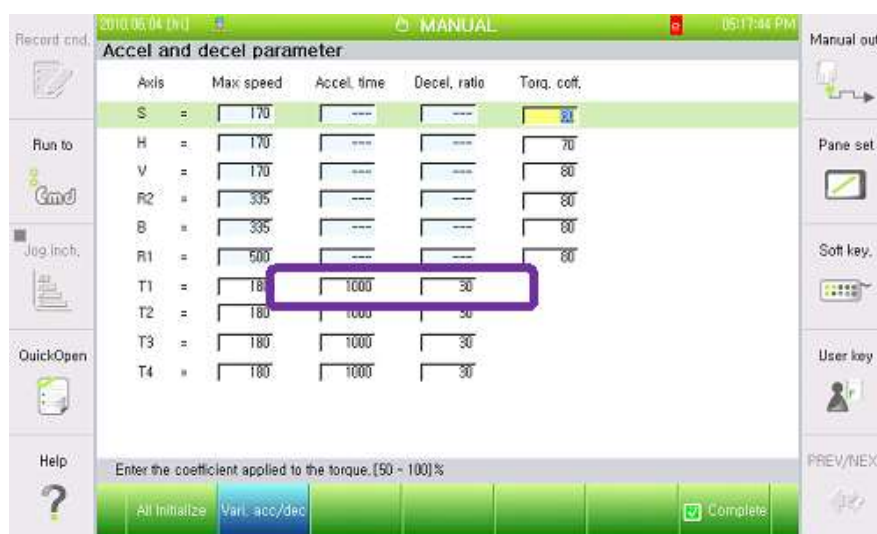 2010.06.04 MANUAL 05:17:44 PM
Accel and decel parameter
Axis Max speed Accel. time Decel. ratio Torq. coff.
S = 170 --- ---
H = 170 --- --- 70
V = 170 --- --- 80
R2 = 335 --- --- 80
B = 335 --- --- 80
R1 = 500 --- --- 80
T1 = 180 1000 30
T2 = 180 1000 30
T3 = 180 1000 30
T4 = 180 1000 30
Enter the coefficient applied to the torque.[50 ~ 100]%
All Initialize Vari. acc/dec Complete
Record cnd.
Run to
Cmd
Jog inch.
QuickOpen
Help
?
Manual out
Pane set
Soft key.
User key
PREV/NEX